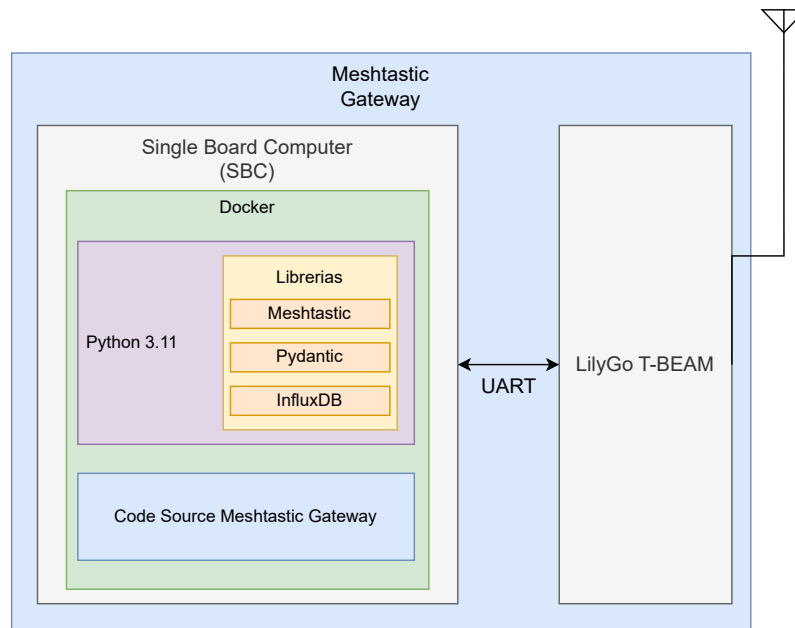 Meshtastic
Gateway
Single Board Computer
(SBC)
Docker
Librerias
Meshtastic
Python 3.11
Pydantic
InfluxDB
Code Source Meshtastic Gateway
UART
LilyGo T-BEAM